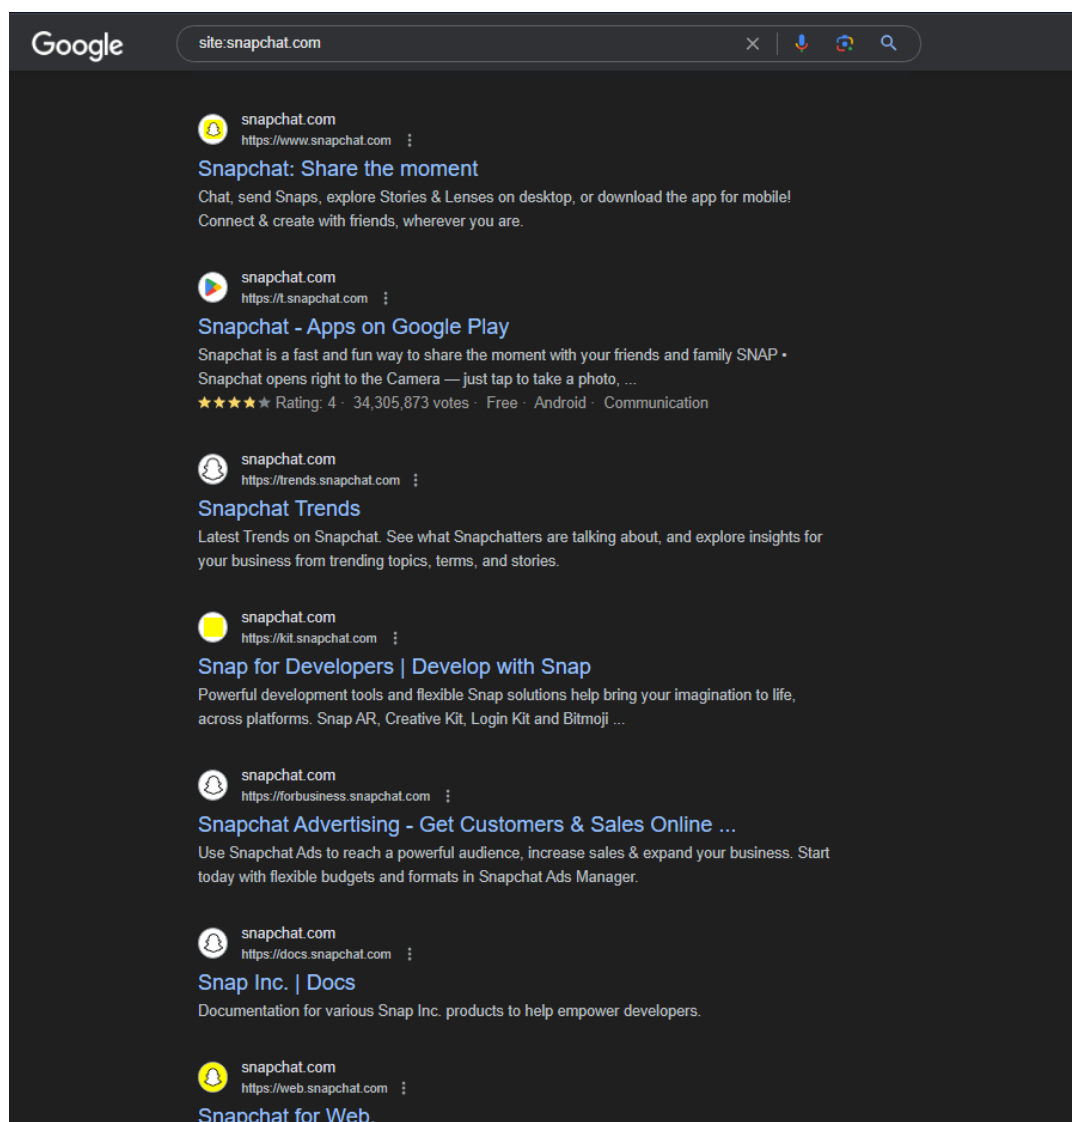 Google
site:snapchat.com
snapchat.com
https://www.snapchat.com
Snapchat: Share the moment
Chat, send Snaps, explore Stories & Lenses on desktop, or download the app for mobile!
Connect & create with friends, wherever you are.
snapchat.com
https://t.snapchat.com
Snapchat - Apps on Google Play
Snapchat is a fast and fun way to share the moment with your friends and family SNAP •
Snapchat opens right to the Camera — just tap to take a photo, ...
Rating: 4 · 34,305,873 votes · Free · Android · Communication
snapchat.com
https://trends.snapchat.com
Snapchat Trends
Latest Trends on Snapchat. See what Snapchatters are talking about, and explore insights for
your business from trending topics, terms, and stories.
snapchat.com
https://kit.snapchat.com
Snap for Developers | Develop with Snap
Powerful development tools and flexible Snap solutions help bring your imagination to life,
across platforms. Snap AR, Creative Kit, Login Kit and Bitmoji ...
snapchat.com
https://forbusiness.snapchat.com
Snapchat Advertising - Get Customers & Sales Online ...
Use Snapchat Ads to reach a powerful audience, increase sales & expand your business. Start
today with flexible budgets and formats in Snapchat Ads Manager.
snapchat.com
https://docs.snapchat.com
Snap Inc. | Docs
Documentation for various Snap Inc. products to help empower developers.
snapchat.com
https://web.snapchat.com
Snapchat for Web.